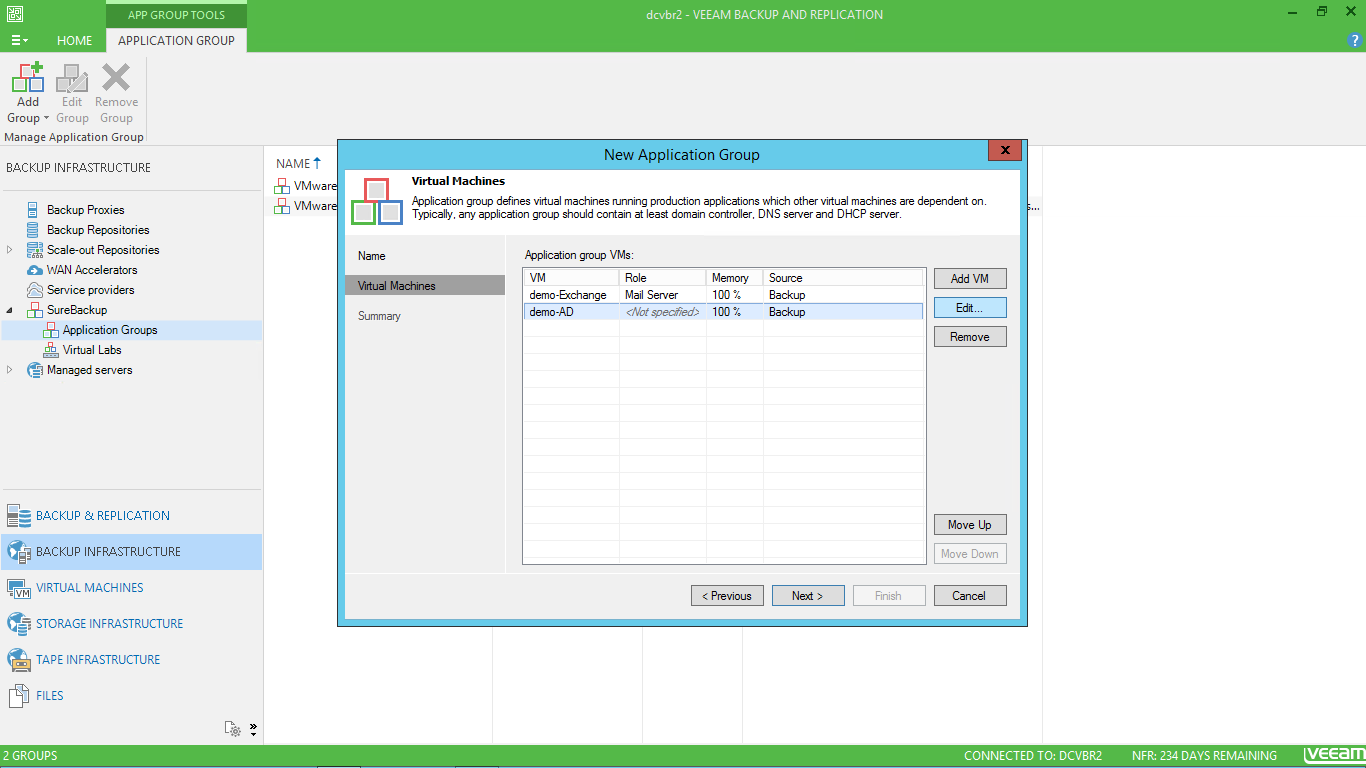 APP GROUP TOOLS
dcvbr2 - VEEAM BACKUP AND REPLICATION
HOME
APPLICATION GROUP
Add Group
Edit Group
Remove Group
Manage Application Group
BACKUP INFRASTRUCTURE
Backup Proxies
Backup Repositories
Scale-out Repositories
WAN Accelerators
Service providers
SureBackup
Application Groups
Virtual Labs
Managed servers
BACKUP & REPLICATION
BACKUP INFRASTRUCTURE
VIRTUAL MACHINES
STORAGE INFRASTRUCTURE
TAPE INFRASTRUCTURE
FILES
NAME
VMware
VMware
s...
New Application Group
X
Virtual Machines
Application group defines virtual machines running production applications which other virtual machines are dependent on.
Typically, any application group should contain at least domain controller, DNS server and DHCP server.
Name
Virtual Machines
Summary
Application group VMs:
VM Role Memory Source
demo-Exchange Mail Server 100 % Backup
demo-AD <Not specified> 100 % Backup
Add VM
Edit...
Remove
Move Up
Move Down
< Previous
Next >
Finish
Cancel
2 GROUPS
CONNECTED TO: DCVBR2
NFR: 234 DAYS REMAINING
veeam